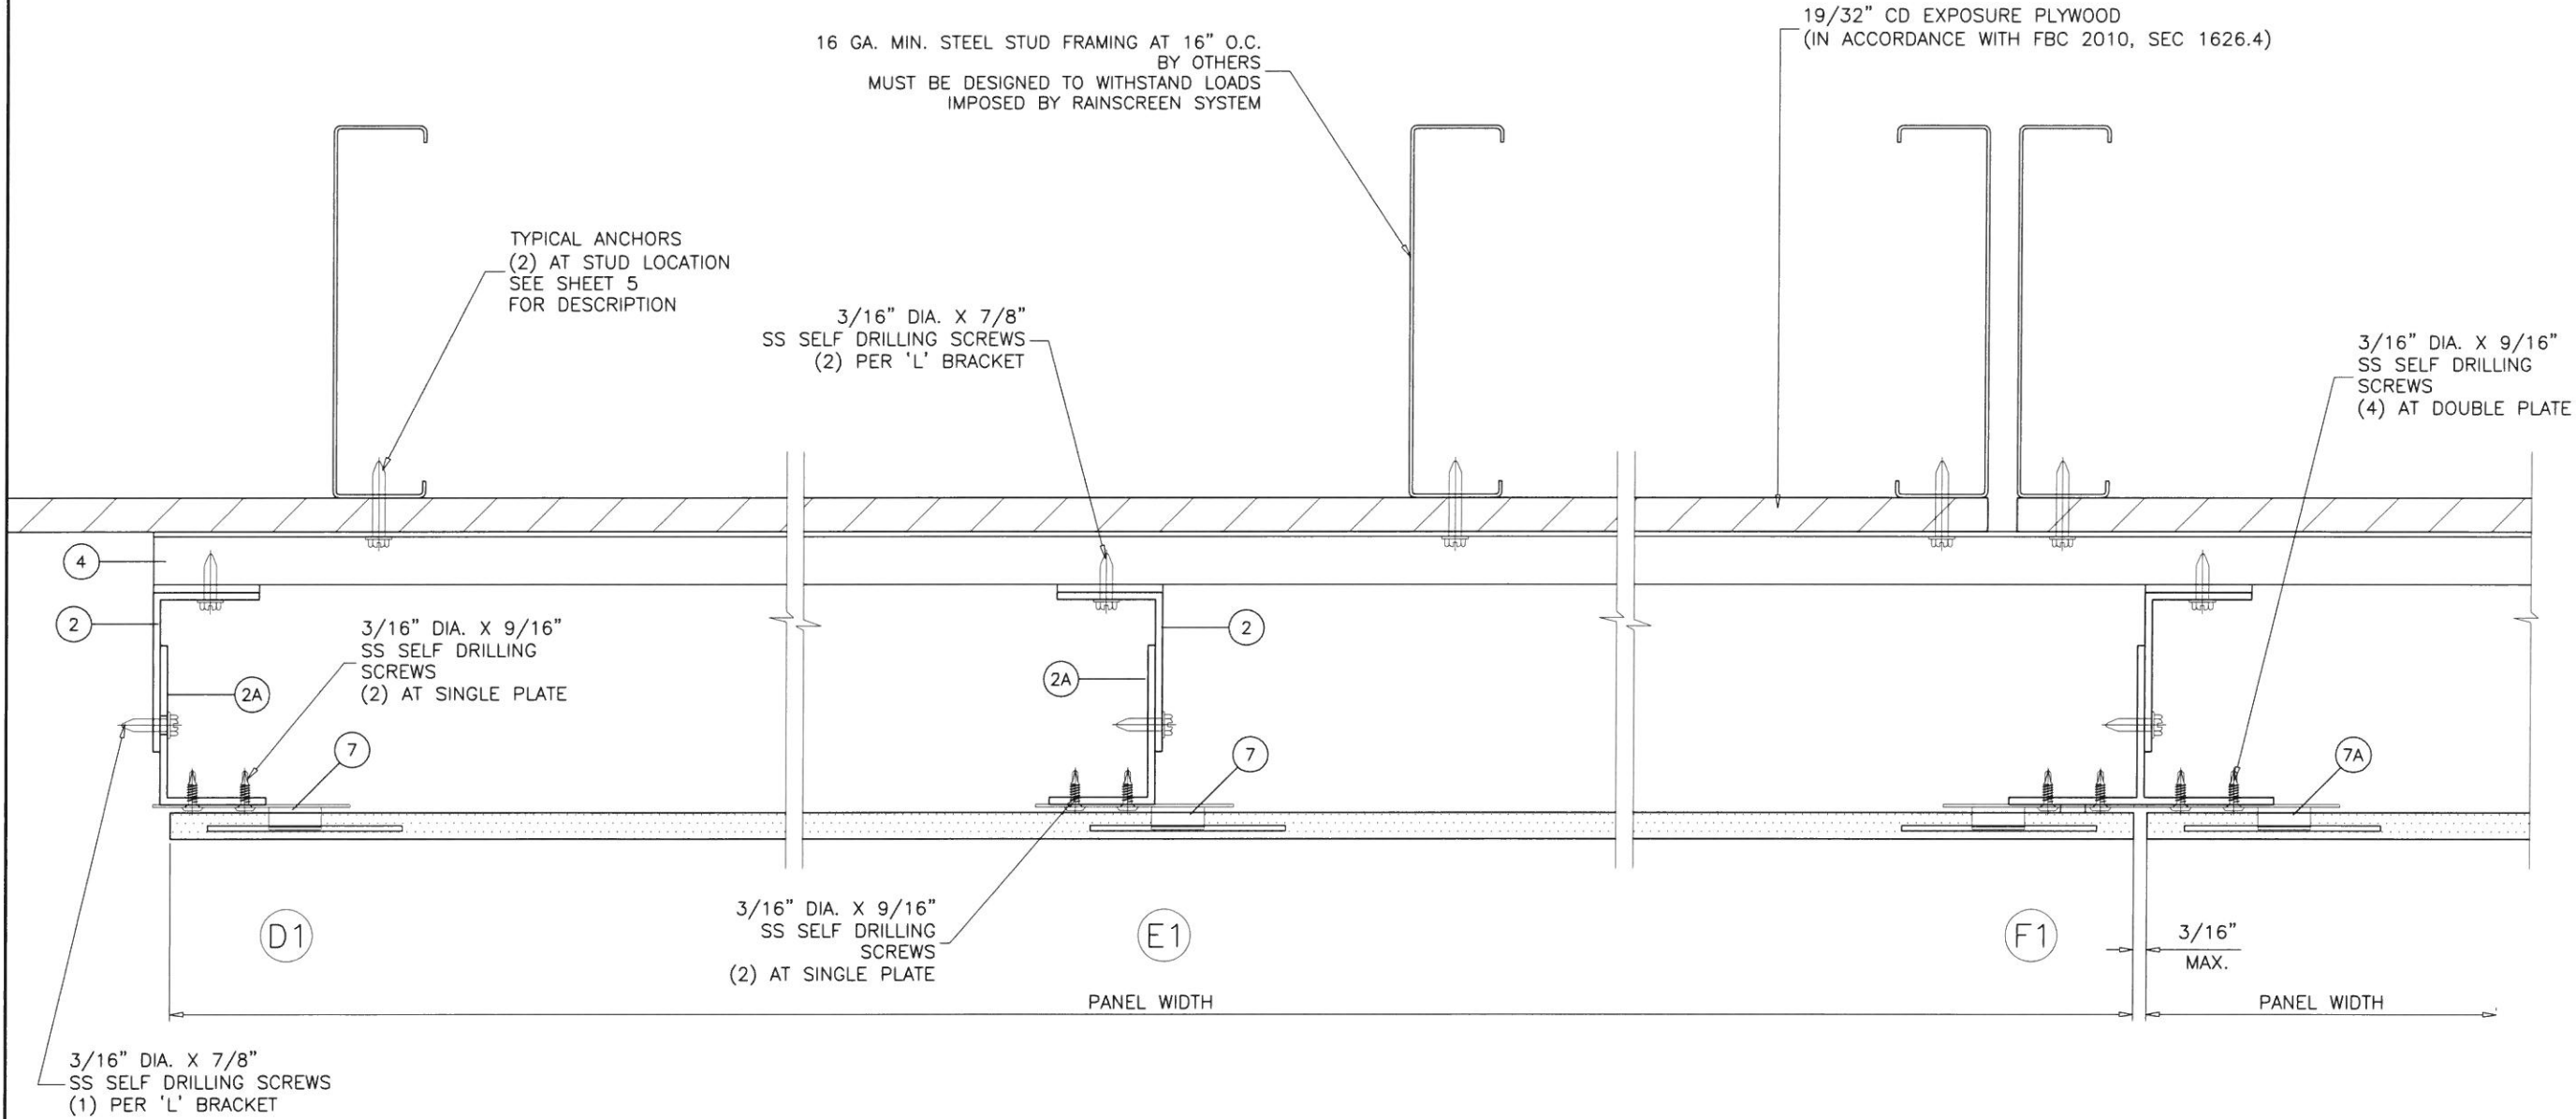 19/32” CD EXPOSURE PLYWOOD
(IN ACCORDANCE WITH FBC 2010, SEC 1626.4)
16 GA. MIN. STEEL STUD FRAMING AT 16” O.C.
BY OTHERS
MUST BE DESIGNED TO WITHSTAND LOADS
IMPOSED BY RAINSCREEN SYSTEM
TYPICAL ANCHORS
(2) AT STUD LOCATION
SEE SHEET 5
FOR DESCRIPTION
3/16” DIA. X 7/8”
SS SELF DRILLING SCREWS
(2) PER ‘L’ BRACKET
3/16” DIA. X 9/16”
SS SELF DRILLING
SCREWS
(4) AT DOUBLE PLATE
4
2
3/16” DIA. X 9/16”
SS SELF DRILLING
SCREWS
(2) AT SINGLE PLATE
2A
7
2
2A
7
7A
3/16” DIA. X 9/16”
SS SELF DRILLING
SCREWS
(2) AT SINGLE PLATE
D1
E1
F1
3/16”
MAX.
PANEL WIDTH
PANEL WIDTH
3/16” DIA. X 7/8”
SS SELF DRILLING SCREWS
(1) PER ‘L’ BRACKET